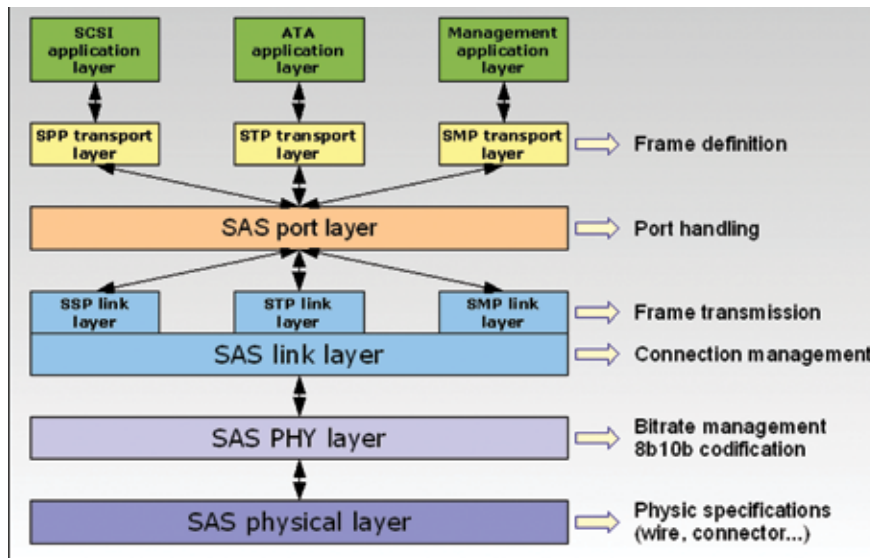 SCSI
application
layer
ATA
application
layer
Management
application
layer
SPP transport
layer
STP transport
layer
SMP transport
layer
Frame definition
SAS port layer
Port handling
SSP link
layer
STP link
layer
SMP link
layer
Frame transmission
SAS link layer
Connection management
SAS PHY layer
Bitrate management
8b10b codification
SAS physical layer
Physic specifications
(wire, connector...)